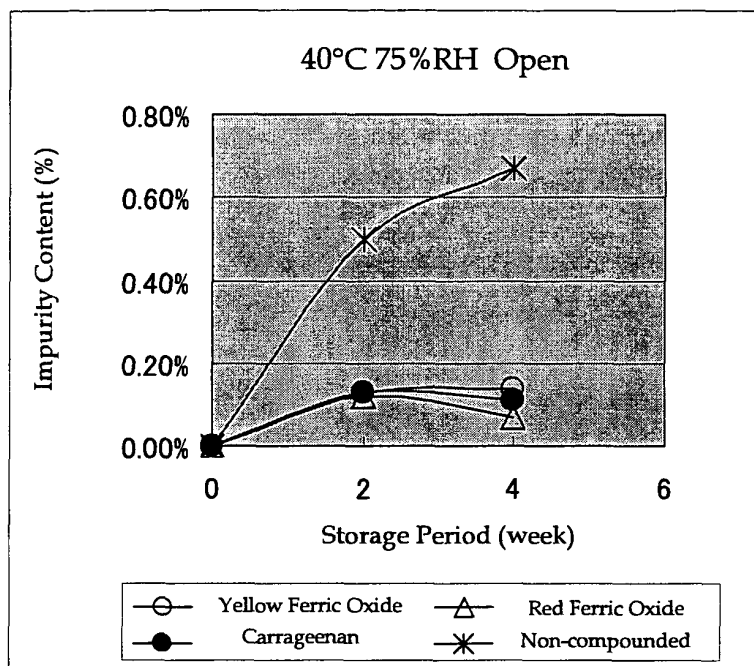 40°C 75%RH Open
Impurity Content (%)
0.80%
0.60%
0.40%
0.20%
0.00%
0 2 4 6
Storage Period (week)
Yellow Ferric Oxide Red Ferric Oxide
Carrageenan Non-compounded